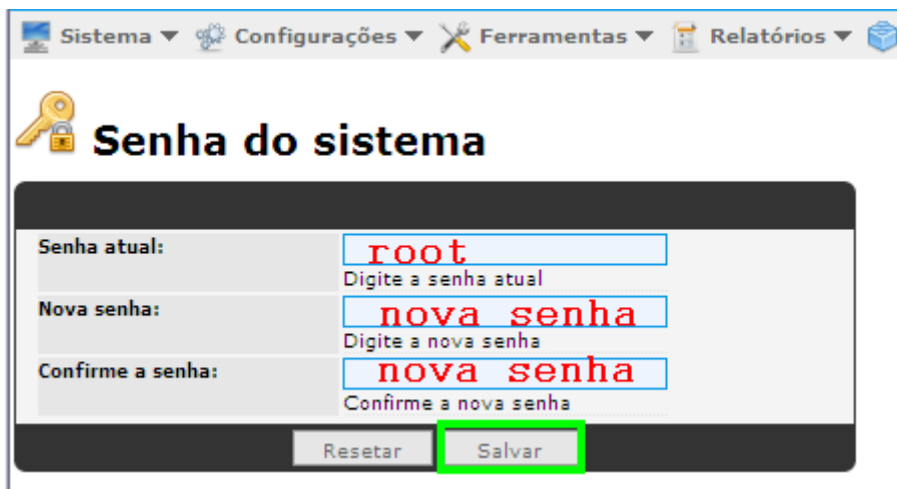 Sistema ▼ Configurações ▼ Ferramentas ▼ Relatórios ▼
Senha do sistema
Senha atual: root
Digite a senha atual
Nova senha: nova senha
Digite a nova senha
Confirme a senha: nova senha
Confirme a nova senha
Resetar Salvar